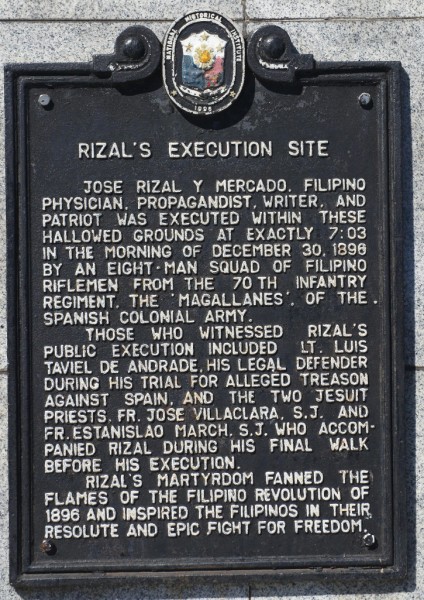 NATIONAL HISTORICAL INSTITUTE
RIZAL'S EXECUTION SITE
JOSE RIZAL Y MERCADO, FILIPINO
PHYSICIAN, PROPAGANDIST, WRITER, AND
PATRIOT WAS EXECUTED WITHIN THESE
HALLOWED GROUNDS AT EXACTLY 7:03
IN THE MORNING OF DECEMBER 30, 1896
BY AN EIGHT-MAN SQUAD OF FILIPINO
RIFLEMEN FROM THE 70TH INFANTRY
REGIMENT, THE 'MAGALLANES', OF THE
SPANISH COLONIAL ARMY.
THOSE WHO WITNESSED RIZAL'S
PUBLIC EXECUTION INCLUDED LT. LUIS
TAVIEL DE ANDRADE, HIS LEGAL DEFENDER
DURING HIS TRIAL FOR ALLEGED TREASON
AGAINST SPAIN, AND THE TWO JESUIT
PRIESTS, FR. JOSE VILLACLARA, S.J. AND
FR. ESTANISLAO MARCH, S.J. WHO ACCOM-
PANIED RIZAL DURING HIS FINAL WALK
BEFORE HIS EXECUTION.
RIZAL'S MARTYRDOM FANNED THE
FLAMES OF THE FILIPINO REVOLUTION OF
1896 AND INSPIRED THE FILIPINOS IN THEIR
RESOLUTE AND EPIC FIGHT FOR FREEDOM.